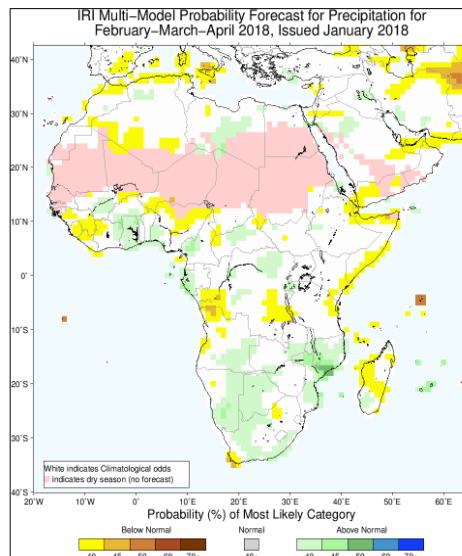 IRI Multi-Model Probability Forecast for Precipitation for
February-March-April 2018, Issued January 2018
40˚N
30˚N
20˚N
10˚N
0˚
10˚S
20˚S
30˚S
40˚S
White indicates Climatological odds
indicates dry season (no forecast)
20˚W 10˚W 0˚ 10˚E 20˚E 30˚E 40˚E 50˚E 60˚E
Probability (%) of Most Likely Category
Below Normal Normal Above Normal